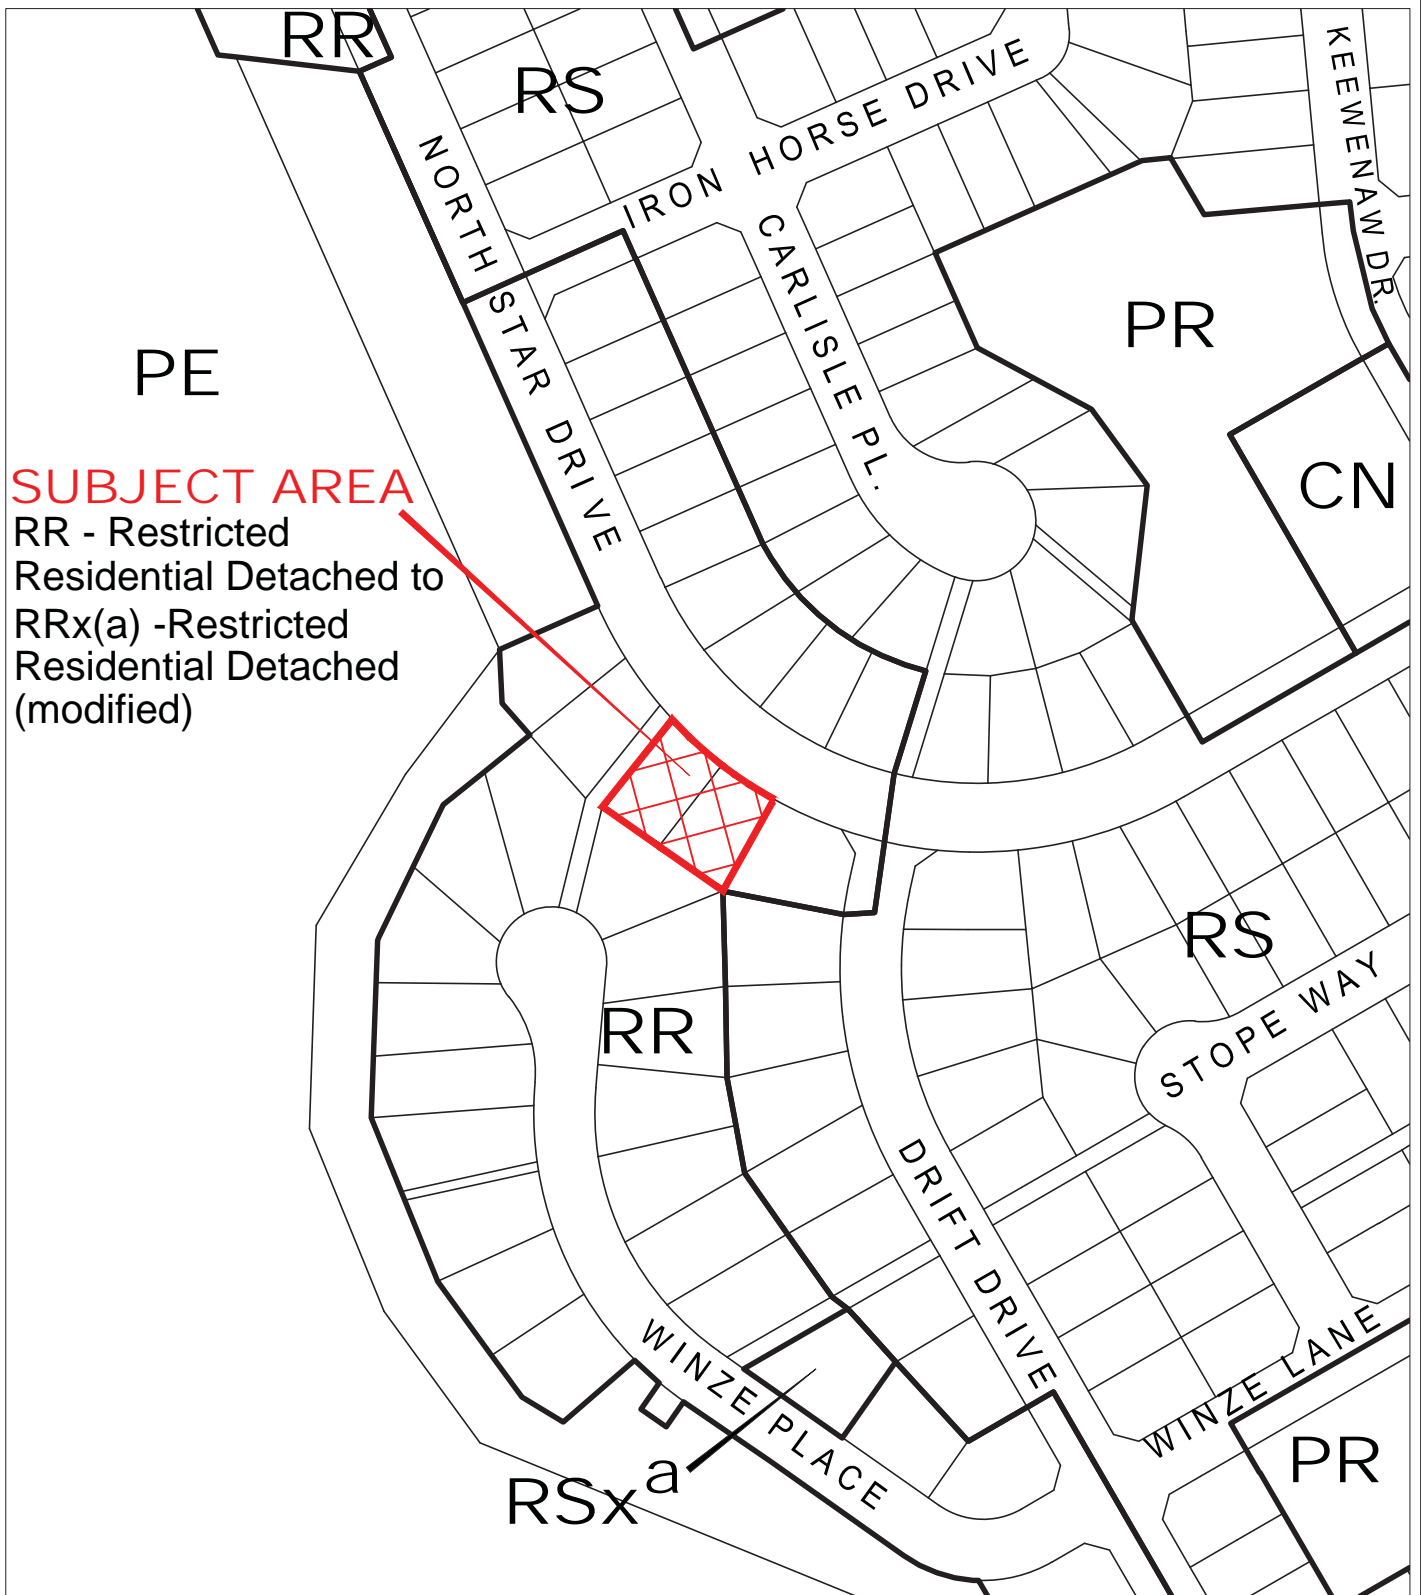 RR
RS
KEEWENAW DR.
IRON HORSE DRIVE
NORTH STAR DRIVE
CARLISLE PL.
PR
PE
CN
SUBJECT AREA
RR - Restricted
Residential Detached to
RRx(a) -Restricted
Residential Detached
(modified)
RS
STOPE WAY
RR
DRIFT DRIVE
WINZE LANE
WINZE PLACE
PR
RSx a